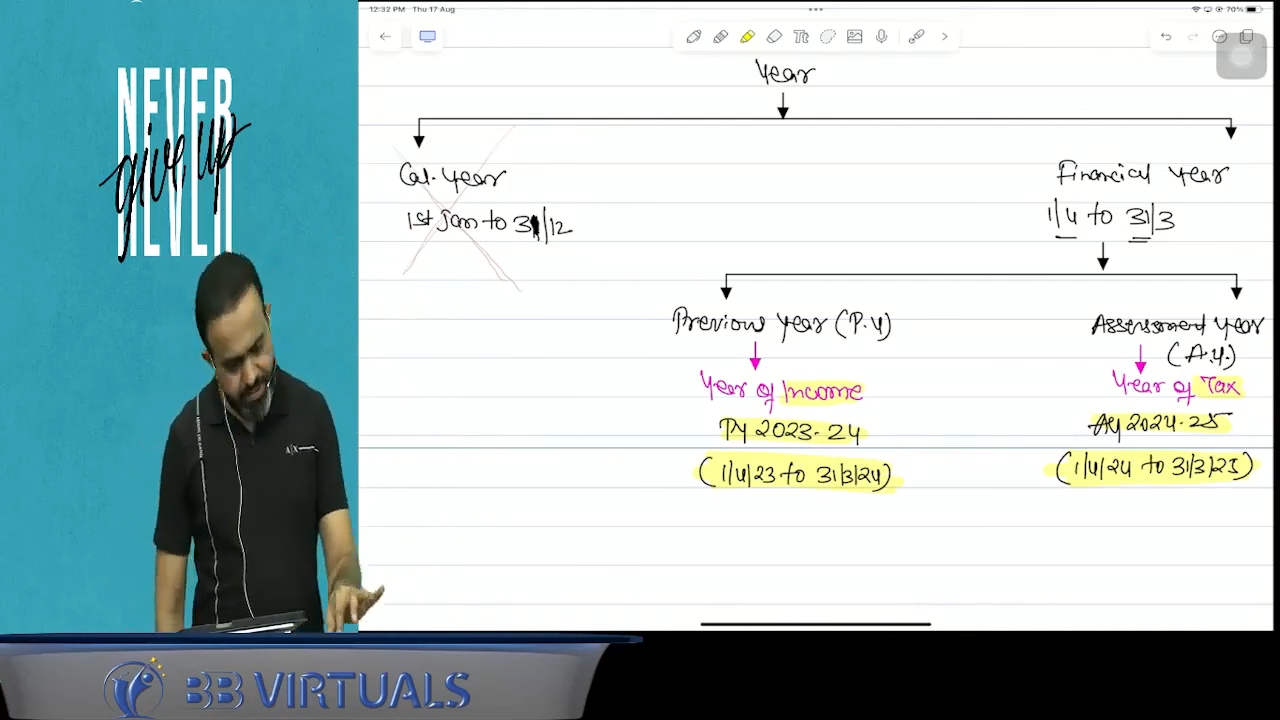 12:32 PM Thu 17 Aug
70%
NEVER
give up
NEVER
Year
Cal. Year
1st Jan to 31/12
Financial Year
1/4 to 31/3
Previous Year (P.Y)
Assessment Year
(A.Y.)
Year of Income
Year of Tax
PY 2023-24
AY 2024-25
(1/4/23 to 31/3/24)
(1/4/24 to 31/3/25)
A|X
BB VIRTUALS